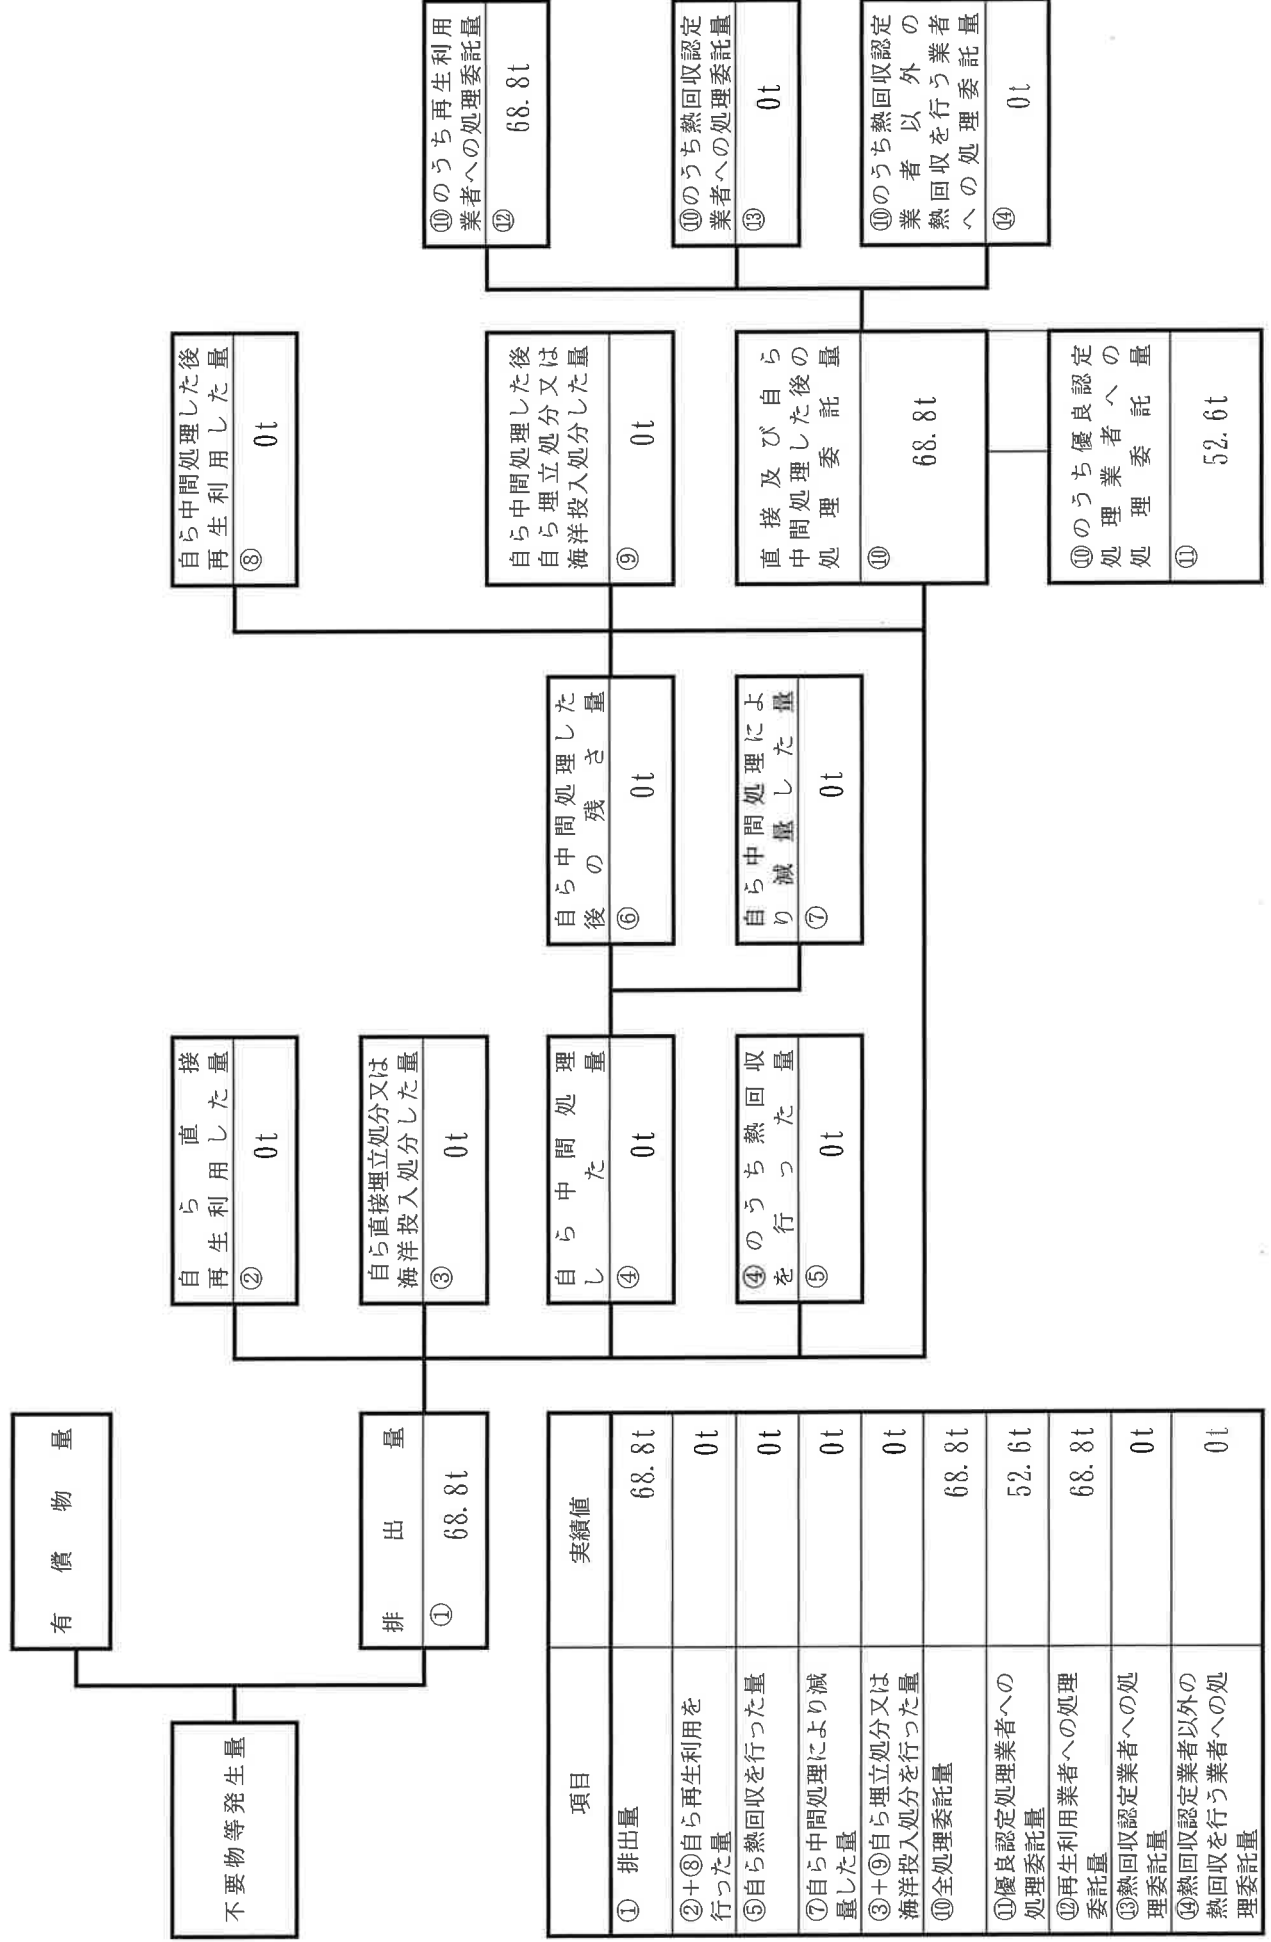 不要物等発生量
有償物量
排出量
①
68.8t
自ら直接
再生利用した量
②
0t
自ら直接埋立処分又は
海洋投入処分した量
③
0t
自ら中間処理
した量
④
0t
④のうち熱回収
を行った量
⑤
0t
自ら中間処理した
後の残さ量
⑥
0t
自ら中間処理によ
り減量した量
⑦
0t
自ら中間処理した後
再生利用した量
⑧
0t
自ら中間処理した後
自ら埋立処分又は
海洋投入処分した量
⑨
0t
直接及び自ら
中間処理した後の
処理委託量
⑩
68.8t
⑩のうち優良認定
処理業者への
処理委託量
⑪
52.6t
⑩のうち再生利用
業者への処理委託量
⑫
68.8t
⑩のうち熱回収認定
業者への処理委託量
⑬
0t
⑩のうち熱回収認定
業者以外の
熱回収を行う業者
への処理委託量
⑭
0t
項目 実績値
① 排出量 68.8t
②+⑧自ら再生利用を
行った量 0t
⑤自ら熱回収を行った量 0t
⑦自ら中間処理により減
量した量 0t
③+⑨自ら埋立処分又は
海洋投入処分を行った量 0t
⑩全処理委託量 68.8t
⑪優良認定処理業者への
処理委託量 52.6t
⑫再生利用業者への処理
委託量 68.8t
⑬熱回収認定業者への処
理委託量 0t
⑭熱回収認定業者以外の
熱回収を行う業者への処
理委託量 0t